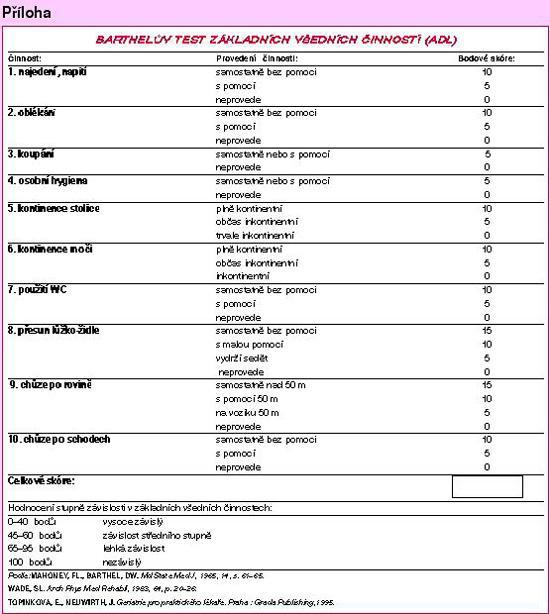 Příloha
BARTHELŮV TEST ZÁKLADNÍCH VŠEDNÍCH ČINNOSTÍ (ADL)
Činnost: Provedení činnosti: Bodové skóre:
1. najedení, napití samostatně bez pomoci 10
s pomocí 5
neprovede 0
2. oblékání samostatně bez pomoci 10
s pomocí 5
neprovede 0
3. koupání samostatně nebo s pomocí 5
neprovede 0
4. osobní hygiena samostatně nebo s pomocí 5
neprovede 0
5. kontinence stolice plně kontinentní 10
občas inkontinentní 5
trvale inkontinentní 0
6. kontinence moči plně kontinentní 10
občas inkontinentní 5
inkontinentní 0
7. použití WC samostatně bez pomoci 10
s pomocí 5
neprovede 0
8. přesun lůžko-židle samostatně bez pomoci 15
s malou pomocí 10
vydrží sedět 5
neprovede 0
9. chůze po rovině samostatně nad 50 m 15
s pomocí 50 m 10
na vozíku 50 m 5
neprovede 0
10. chůze po schodech samostatně bez pomoci 10
s pomocí 5
neprovede 0
Celkové skóre:
Hodnocení stupně závislosti v základních všedních činnostech:
0–40 bodů vysoce závislý
45–60 bodů závislost středního stupně
65–95 bodů lehká závislost
100 bodů nezávislý
Podle: MAHONEY, FL., BARTHEL, DW. Md State Med J, 1965, 14, s. 61–65.
WADE, SL. Arch Phys Med Rehabil, 1983, 64, p. 20–26.
TOPINKOVÁ, E., NEUWIRTH, J. Geriatrie pro praktického lékaře. Praha : Grada Publishing, 1995.